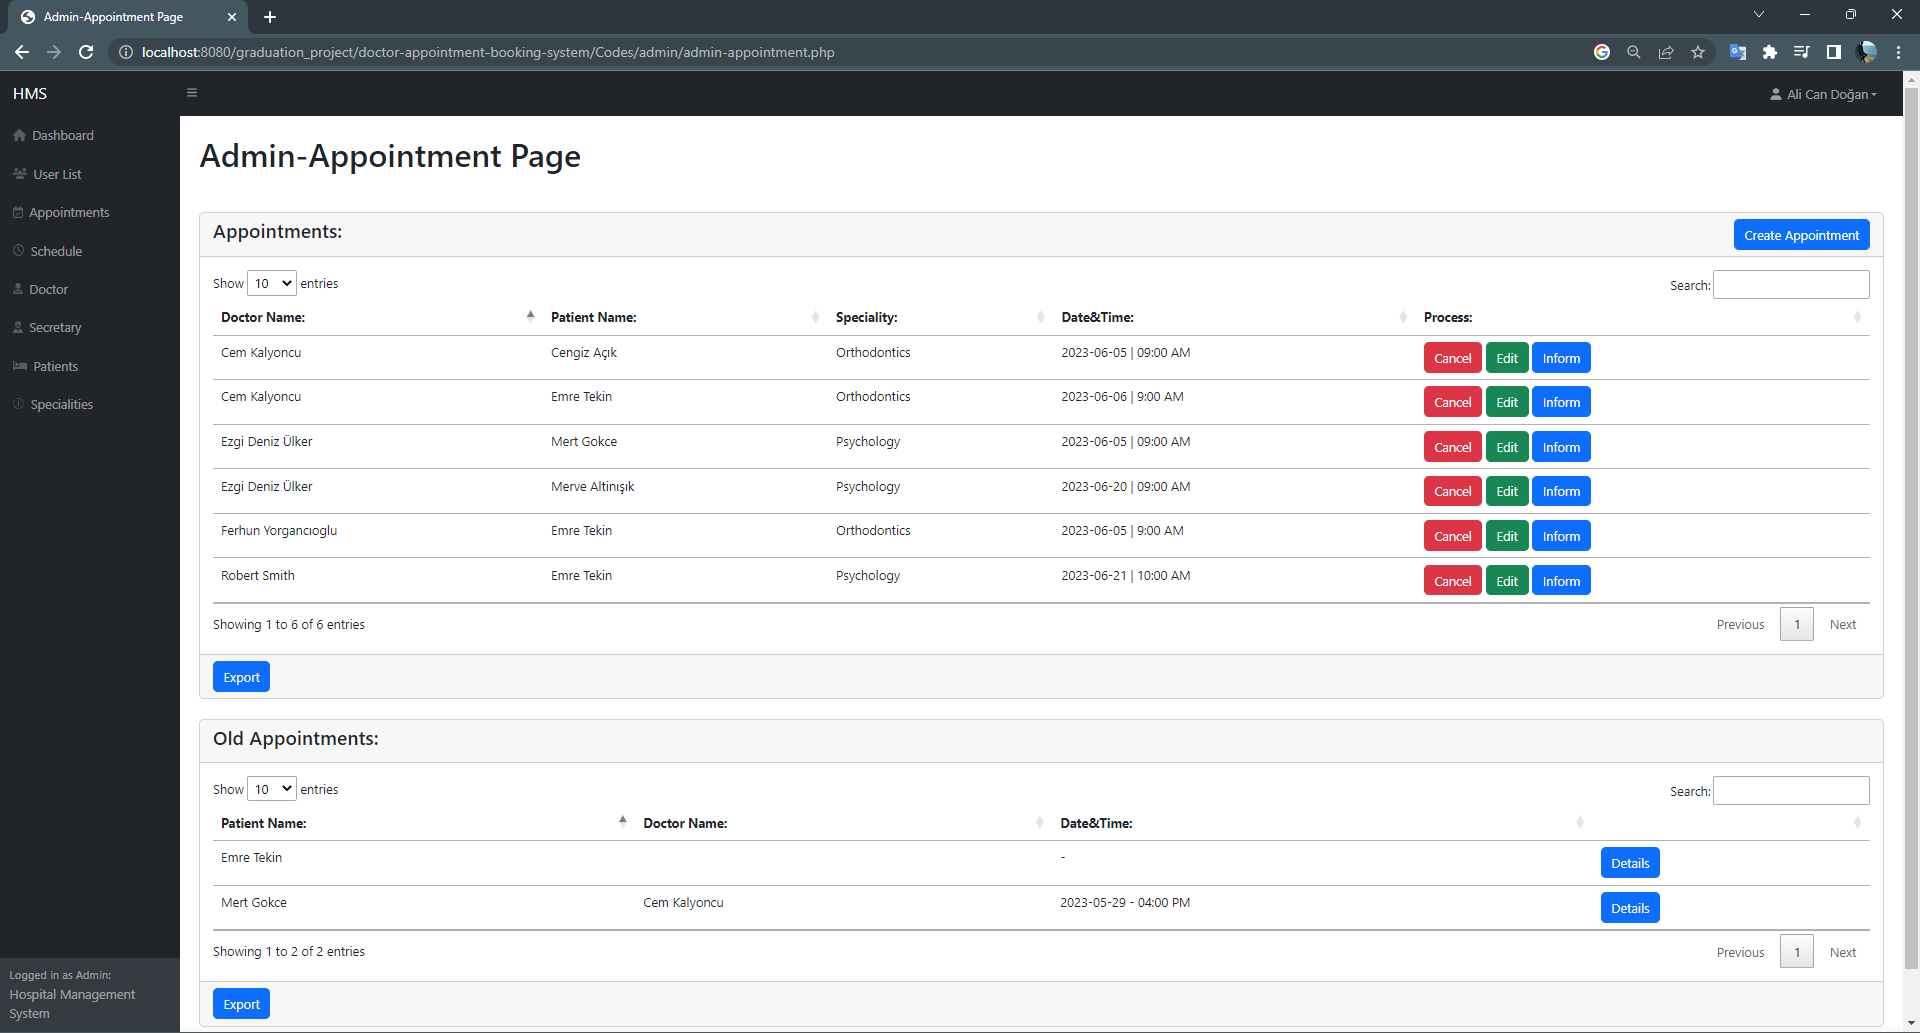 Admin-Appointment Page
localhost:8080/graduation_project/doctor-appointment-booking-system/Codes/admin/admin-appointment.php
HMS
Ali Can Doğan
Dashboard
User List
Appointments
Schedule
Doctor
Secretary
Patients
Specialities
Logged in as Admin:
Hospital Management
System
Admin-Appointment Page
Appointments: Create Appointment
Show 10 entries Search:
Doctor Name: Patient Name: Speciality: Date&Time: Process:
Cem Kalyoncu Cengiz Açık Orthodontics 2023-06-05 | 09:00 AM Cancel Edit Inform
Cem Kalyoncu Emre Tekin Orthodontics 2023-06-06 | 9:00 AM Cancel Edit Inform
Ezgi Deniz Ülker Mert Gokce Psychology 2023-06-05 | 09:00 AM Cancel Edit Inform
Ezgi Deniz Ülker Merve Altinışık Psychology 2023-06-20 | 09:00 AM Cancel Edit Inform
Ferhun Yorgancıoglu Emre Tekin Orthodontics 2023-06-05 | 9:00 AM Cancel Edit Inform
Robert Smith Emre Tekin Psychology 2023-06-21 | 10:00 AM Cancel Edit Inform
Showing 1 to 6 of 6 entries Previous 1 Next
Export
Old Appointments:
Show 10 entries Search:
Patient Name: Doctor Name: Date&Time:
Emre Tekin - Details
Mert Gokce Cem Kalyoncu 2023-05-29 - 04:00 PM Details
Showing 1 to 2 of 2 entries Previous 1 Next
Export